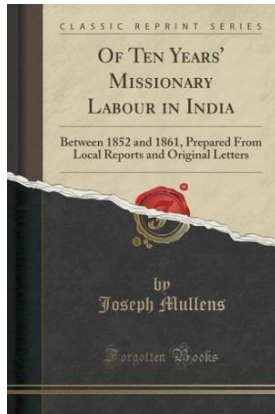 CLASSIC REPRINT SERIES
OF TEN YEARS'
MISSIONARY
LABOUR IN INDIA
Between 1852 and 1861, Prepared From
Local Reports and Original Letters
by
Joseph Mullens
Forgotten Books